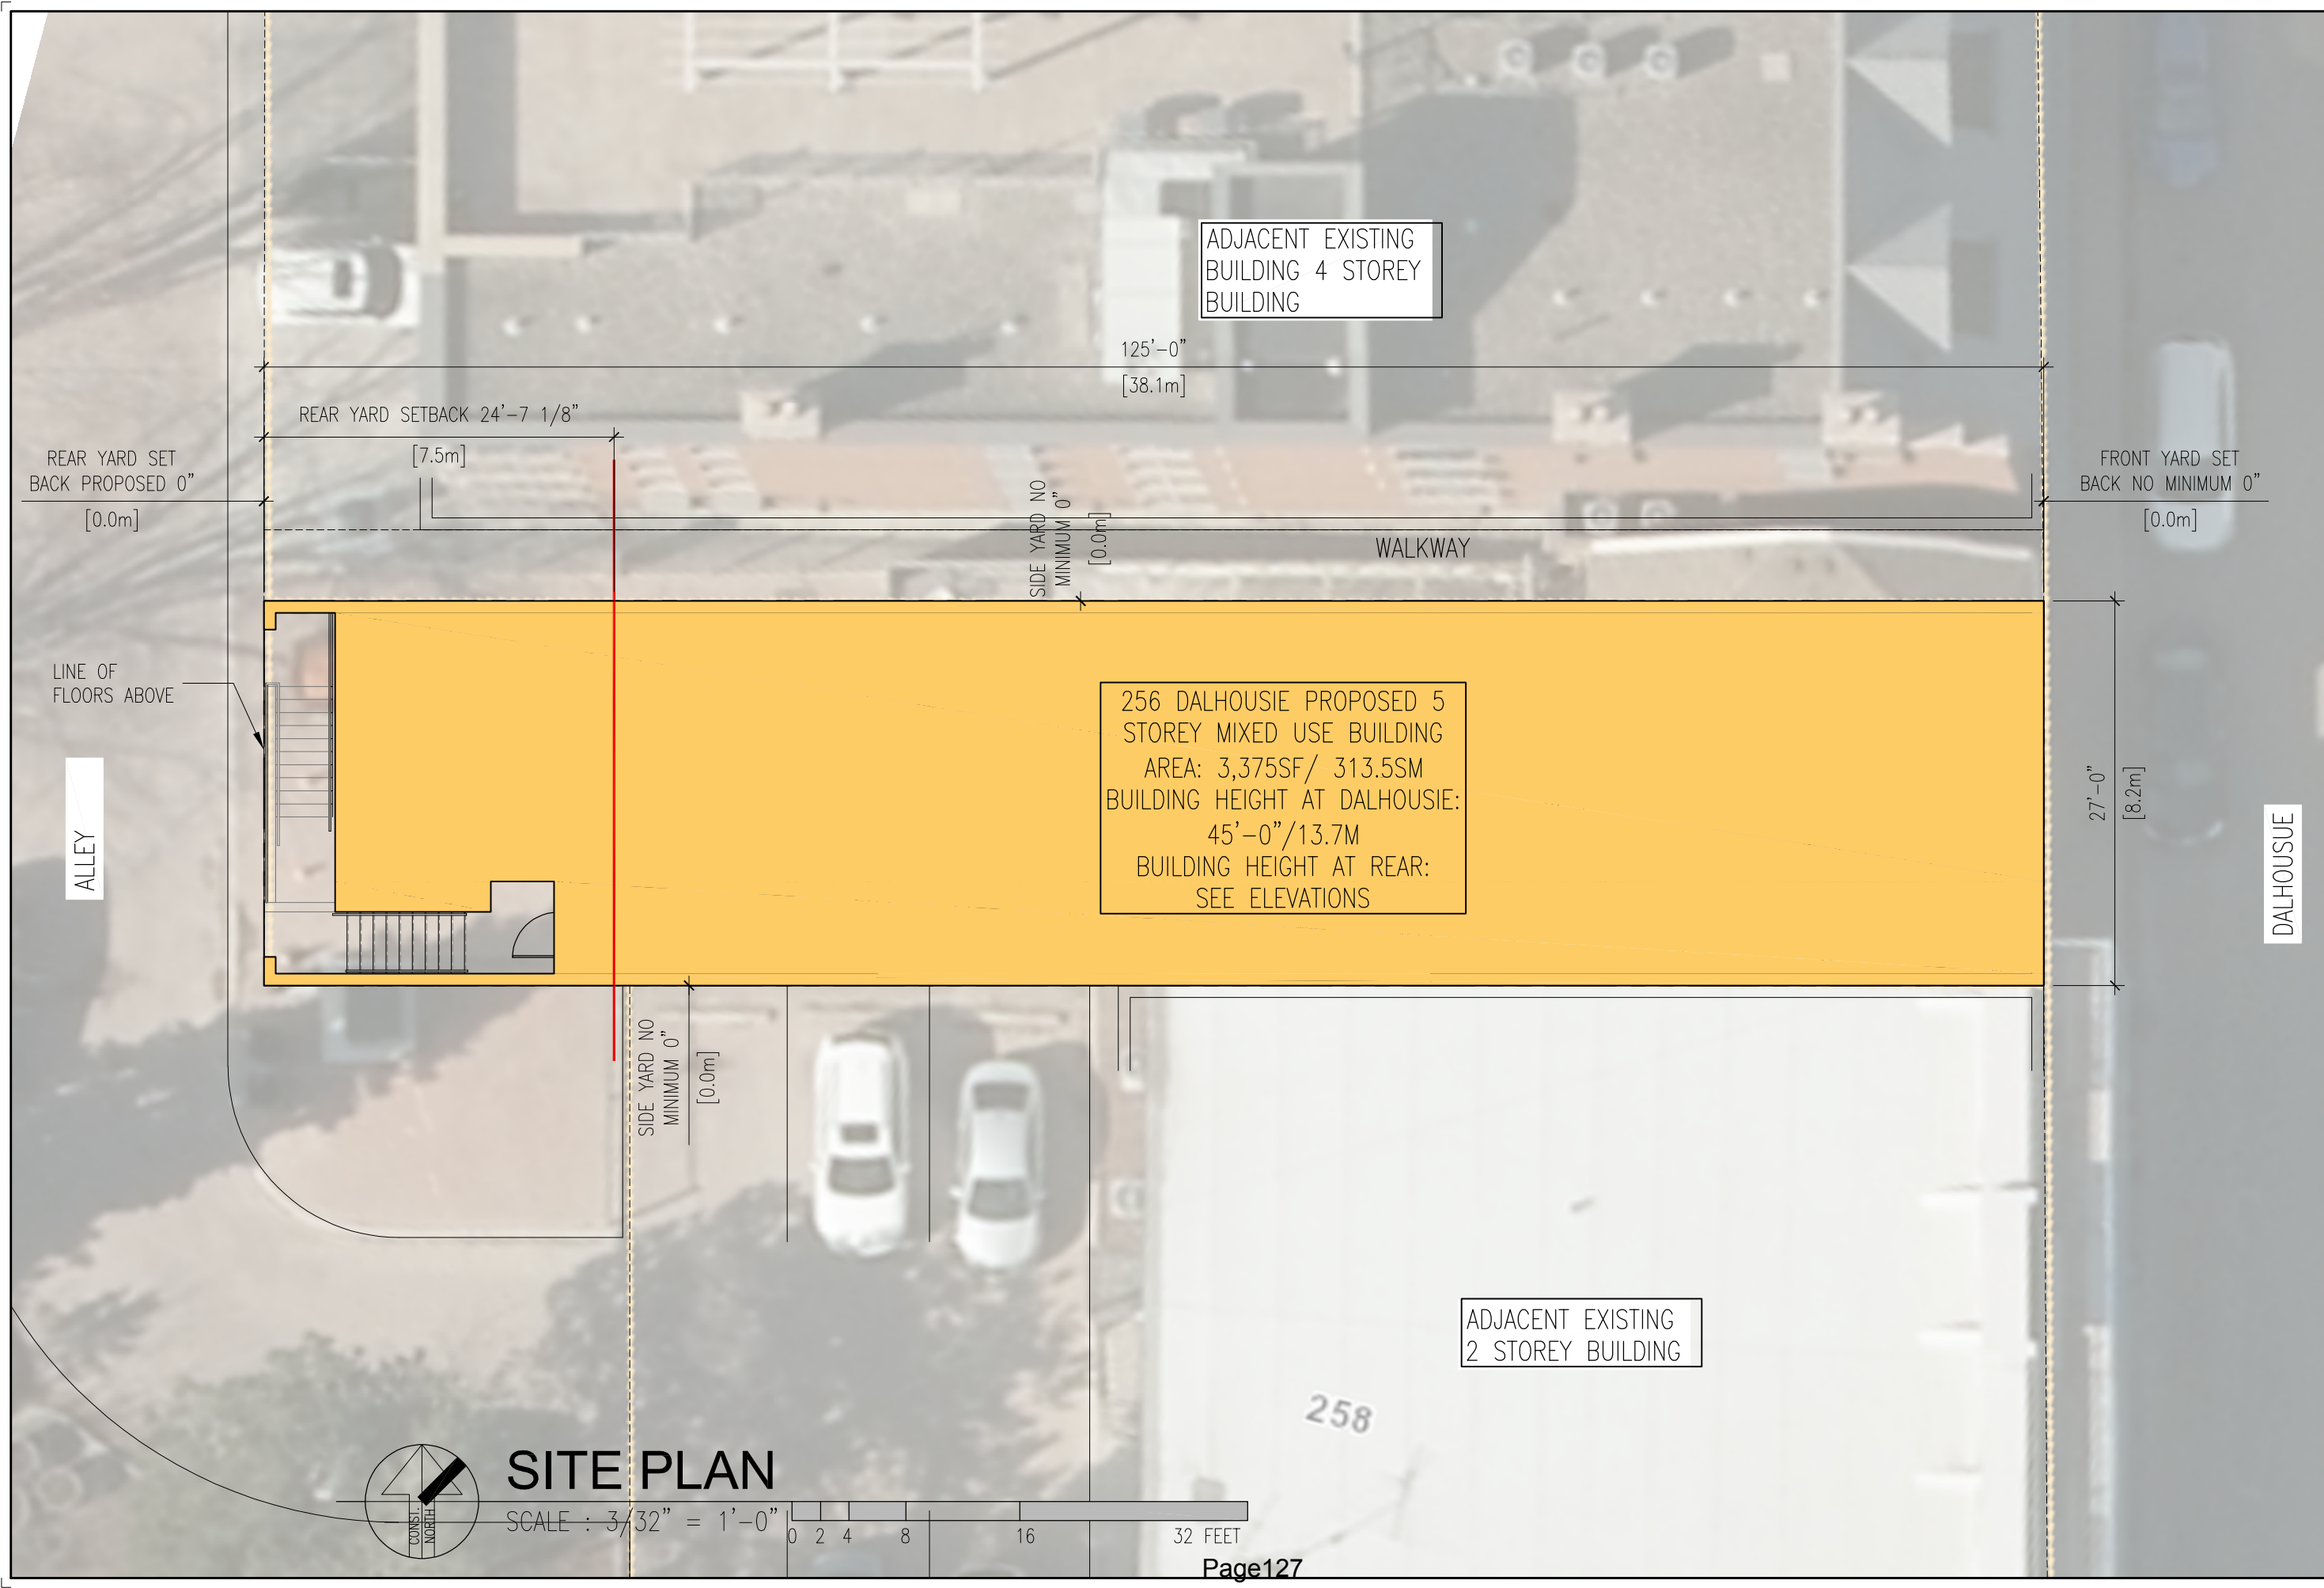 ADJACENT EXISTING
BUILDING 4 STOREY
BUILDING
125'-0"
[38.1m]
REAR YARD SETBACK 24'-7 1/8"
[7.5m]
REAR YARD SET
BACK PROPOSED 0"
[0.0m]
FRONT YARD SET
BACK NO MINIMUM 0"
[0.0m]
SIDE YARD NO
MINIMUM 0"
[0.0m]
WALKWAY
LINE OF
FLOORS ABOVE
256 DALHOUSIE PROPOSED 5
STOREY MIXED USE BUILDING
AREA: 3,375SF/ 313.5SM
BUILDING HEIGHT AT DALHOUSIE:
45'-0"/13.7M
BUILDING HEIGHT AT REAR:
SEE ELEVATIONS
27'-0"
[8.2m]
ALLEY
DALHOUSUE
SIDE YARD NO
MINIMUM 0"
[0.0m]
ADJACENT EXISTING
2 STOREY BUILDING
258
CONST.
NORTH
SITE PLAN
SCALE : 3/32" = 1'-0"
0 2 4 8 16 32 FEET
Page127